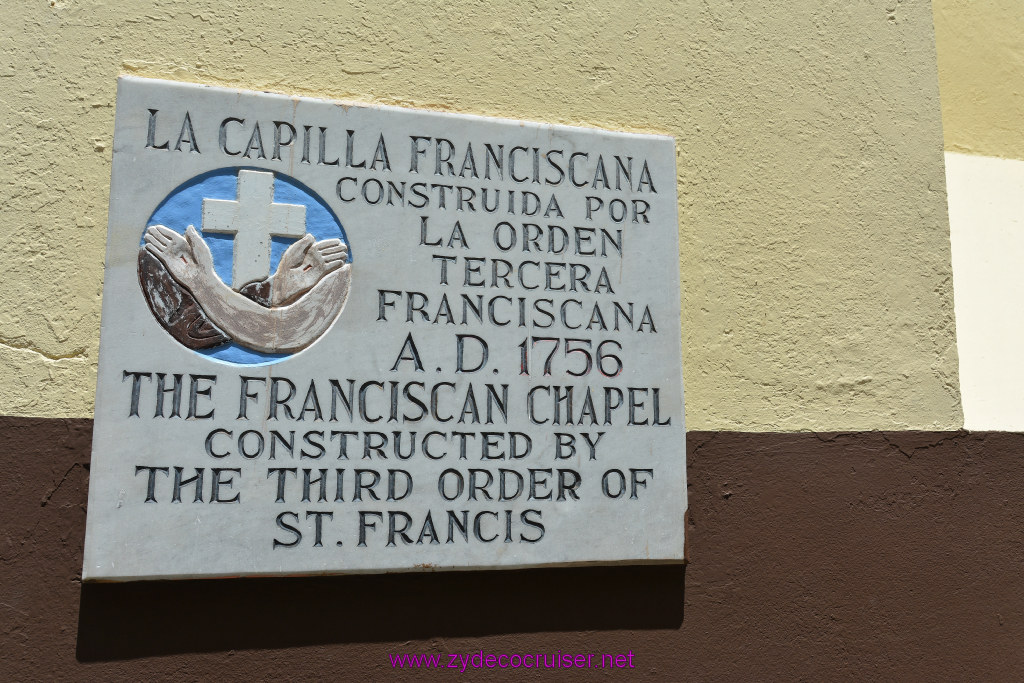 LA CAPILLA FRANCISCANA
CONSTRUIDA POR
LA ORDEN
TERCERA
FRANCISCANA
A.D. 1756
THE FRANCISCAN CHAPEL
CONSTRUCTED BY
THE THIRD ORDER OF
ST. FRANCIS
www.zydecocruiser.net